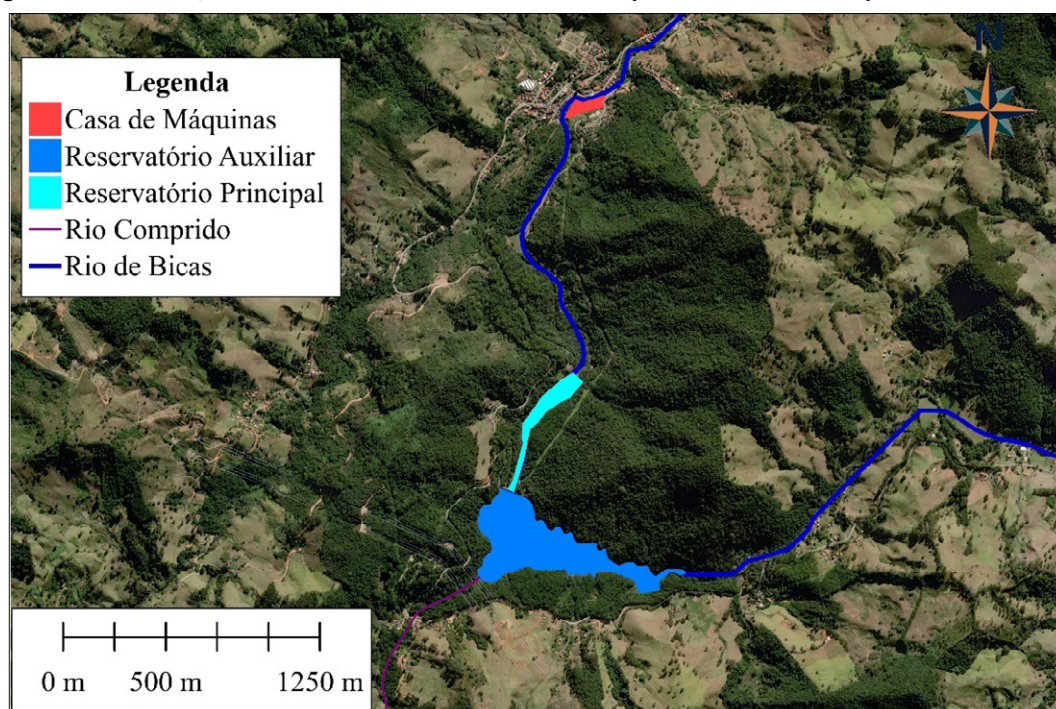 N
Legenda
Casa de Máquinas
Reservatório Auxiliar
Reservatório Principal
Rio Comprido
Rio de Bicas
0 m 500 m 1250 m